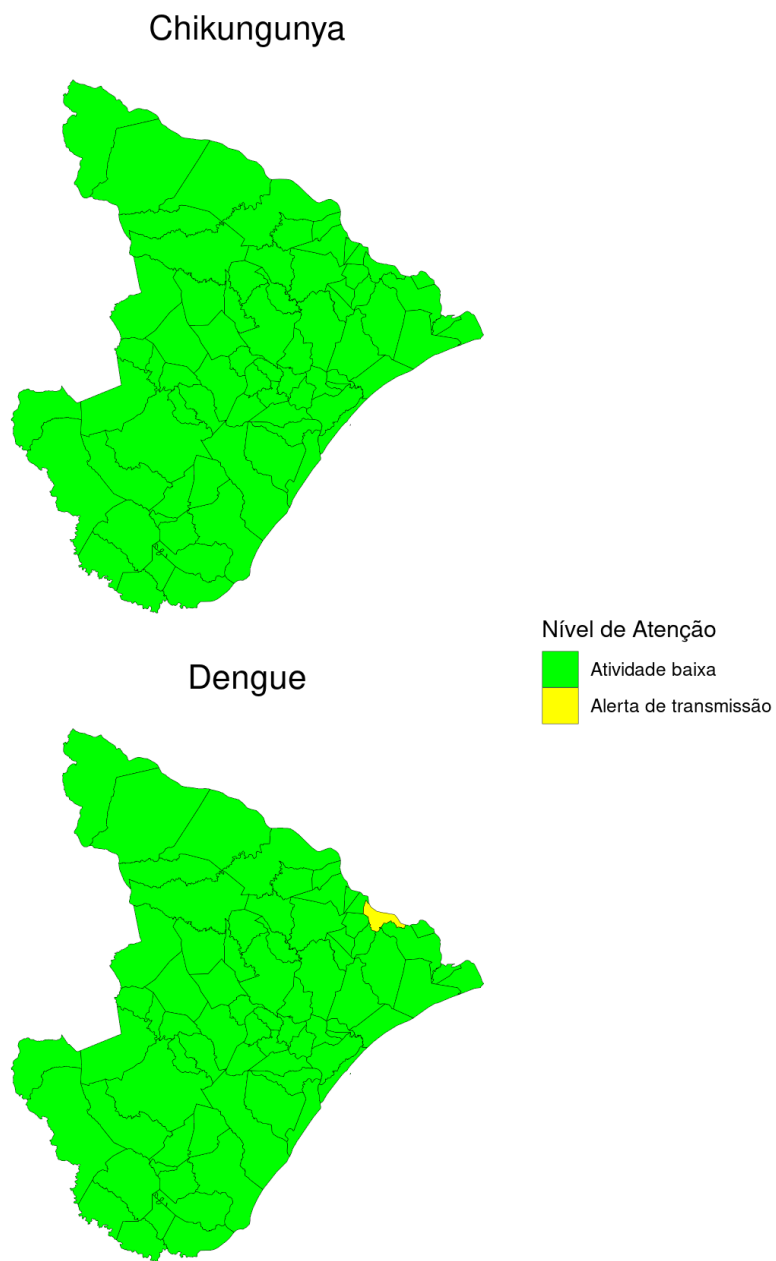 Chikungunya
Nível de Atenção
Atividade baixa
Alerta de transmissão
Dengue